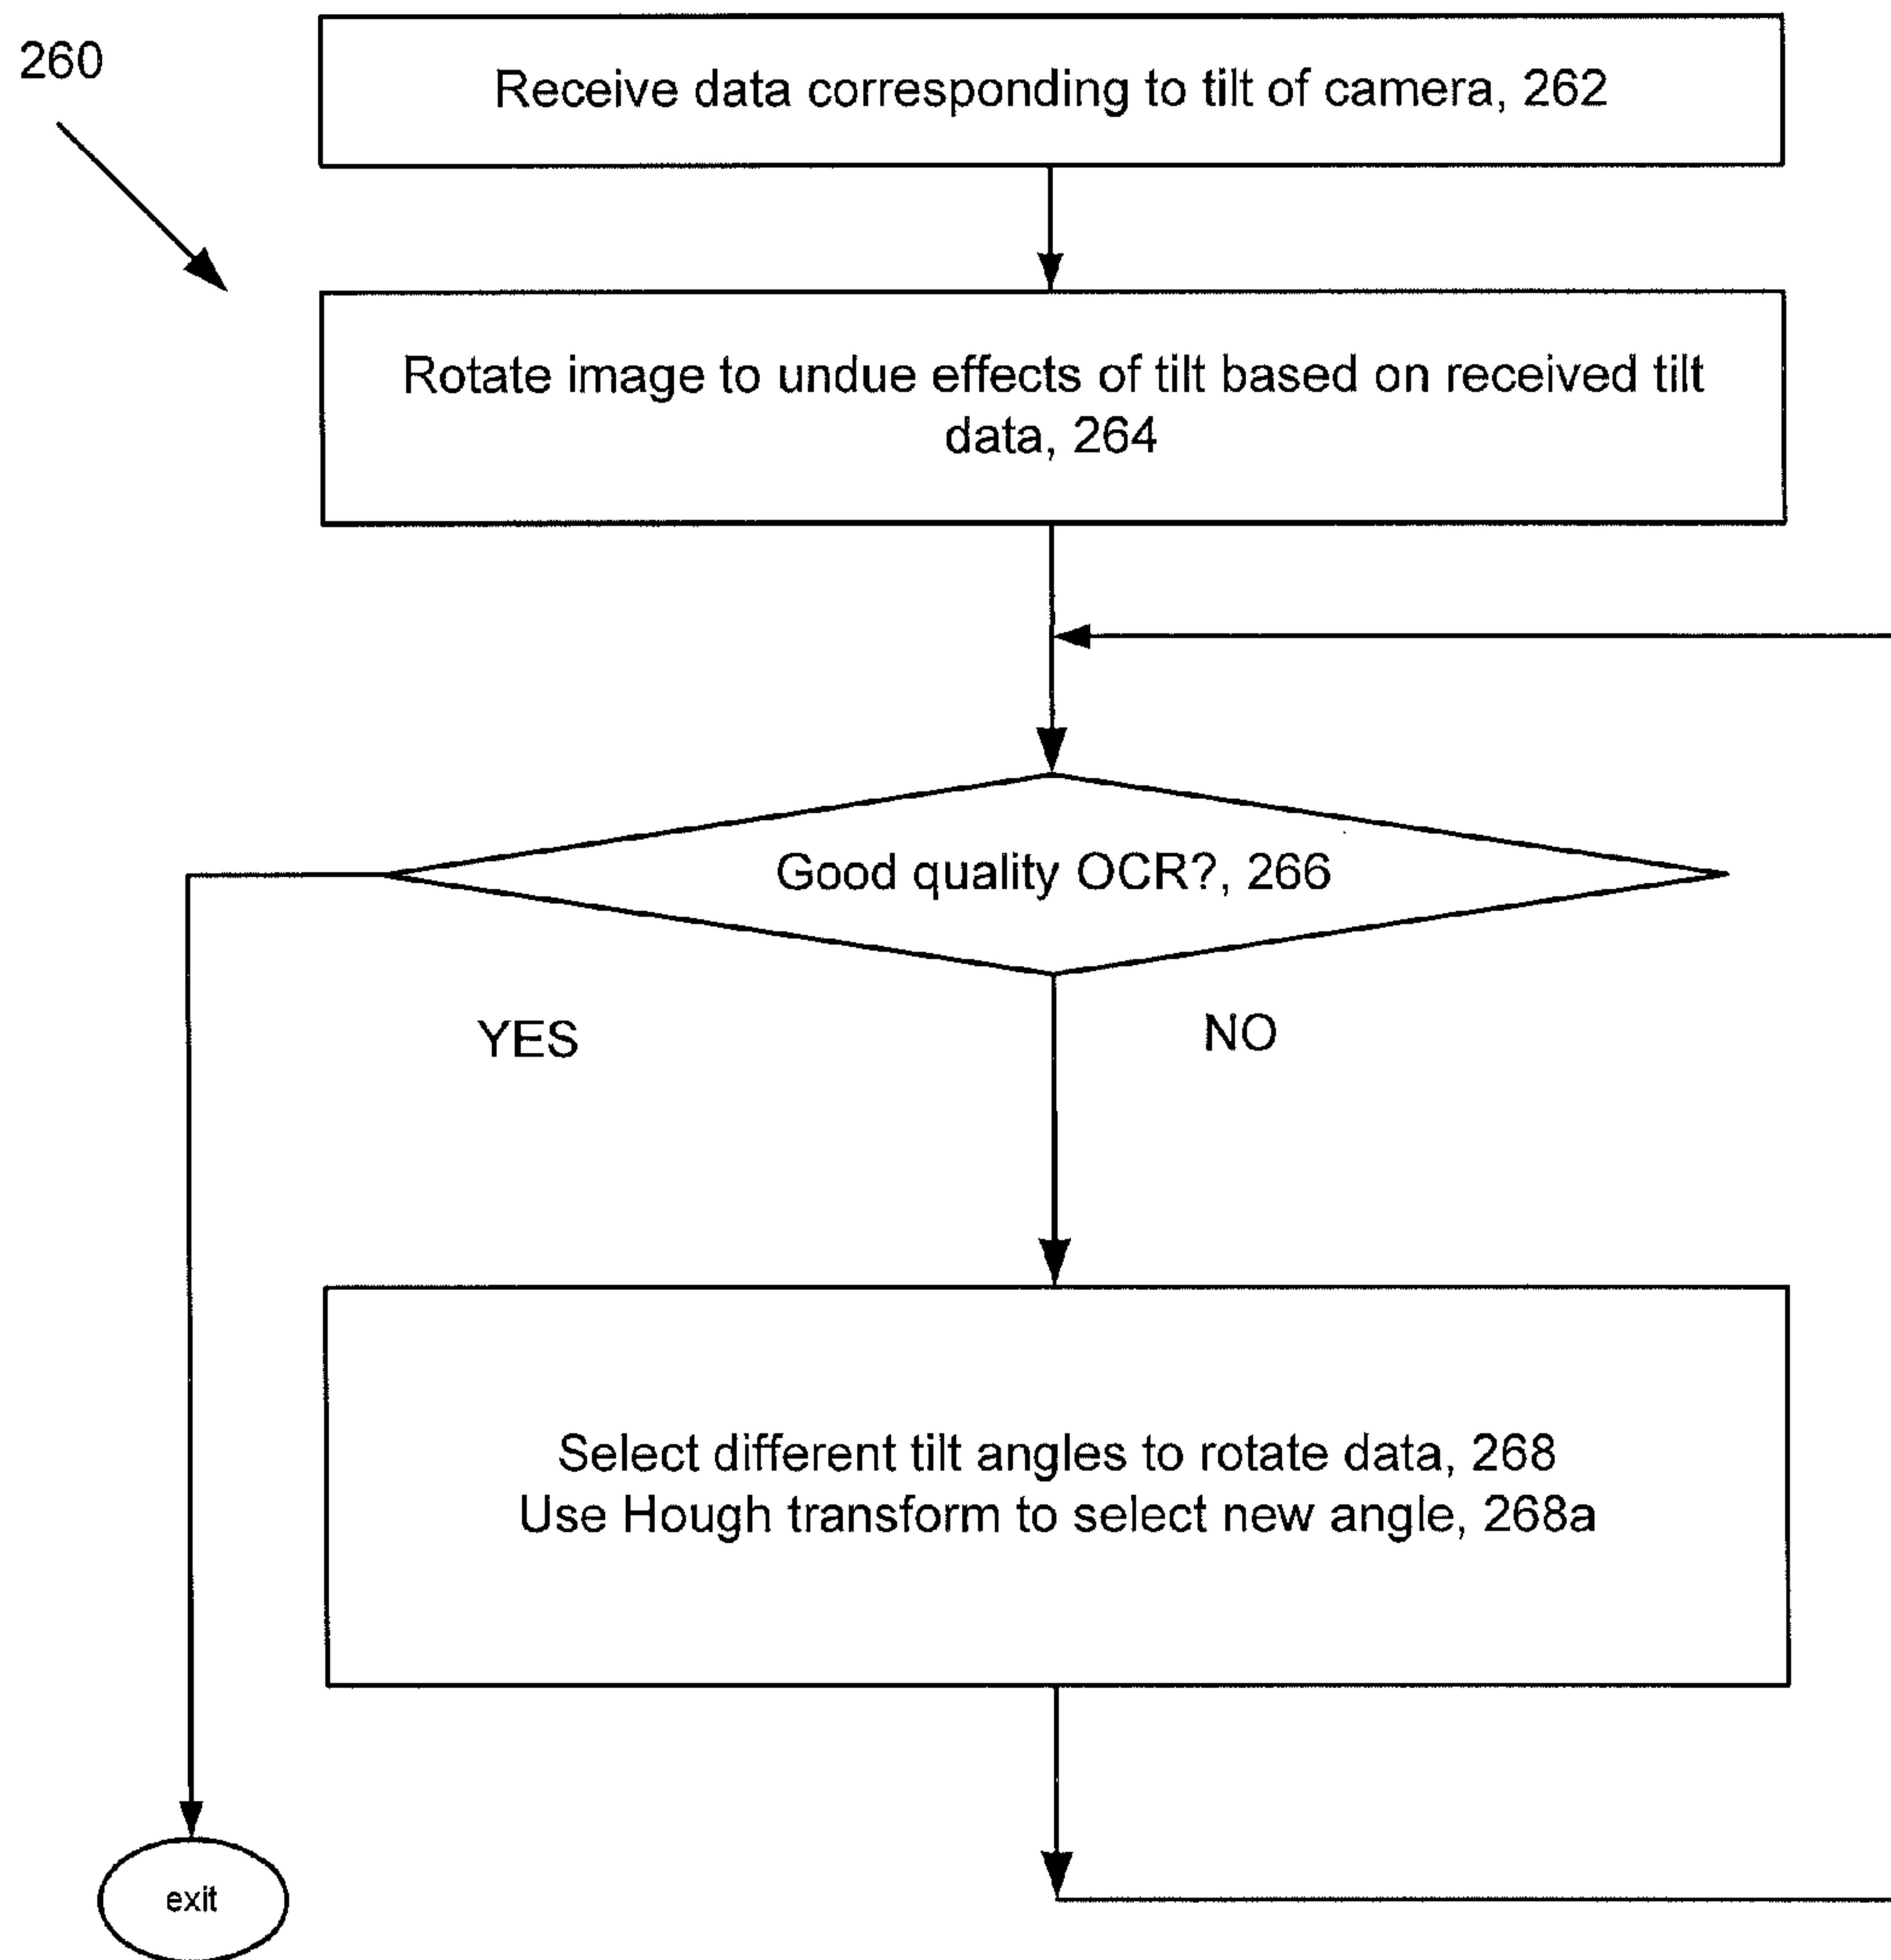 260
Receive data corresponding to tilt of camera, 262
Rotate image to undue effects of tilt based on received tilt
data, 264
Good quality OCR?, 266
YES
NO
Select different tilt angles to rotate data, 268
Use Hough transform to select new angle, 268a
exit